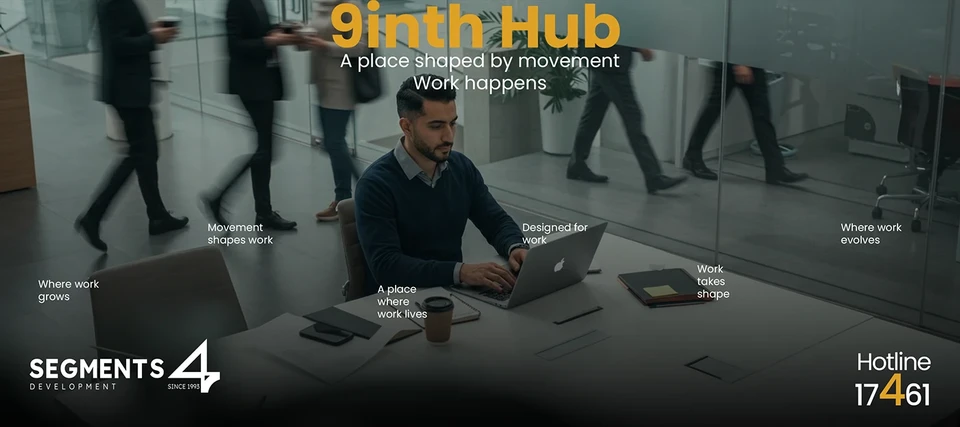 9inth Hub
A place shaped by movement
Work happens
Movement
shapes work
Designed for
work
Where work
evolves
Where work
grows
A place
where
work lives
Work
takes
shape
SEGMENTS 4
DEVELOPMENT
SINCE 1993
Hotline
17461